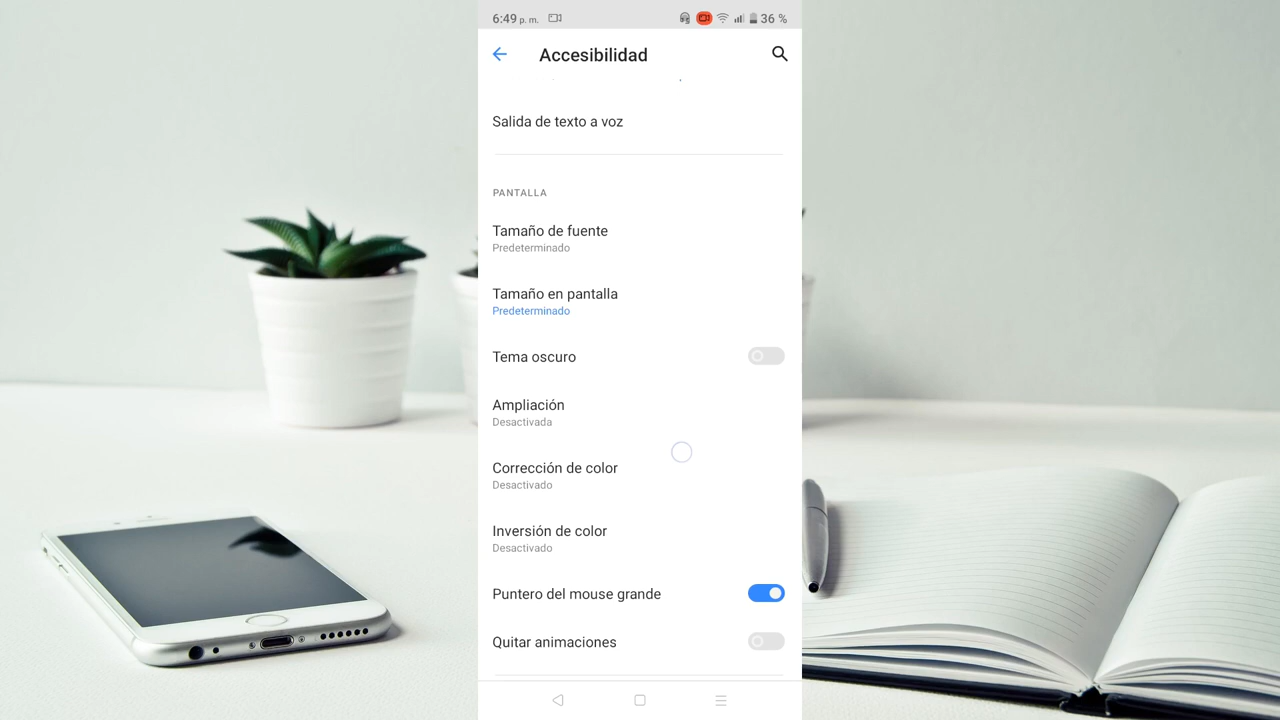 6:49 p. m. 36 %
Accesibilidad
Salida de texto a voz
PANTALLA
Tamaño de fuente
Predeterminado
Tamaño en pantalla
Predeterminado
Tema oscuro
Ampliación
Desactivada
Corrección de color
Desactivado
Inversión de color
Desactivado
Puntero del mouse grande
Quitar animaciones